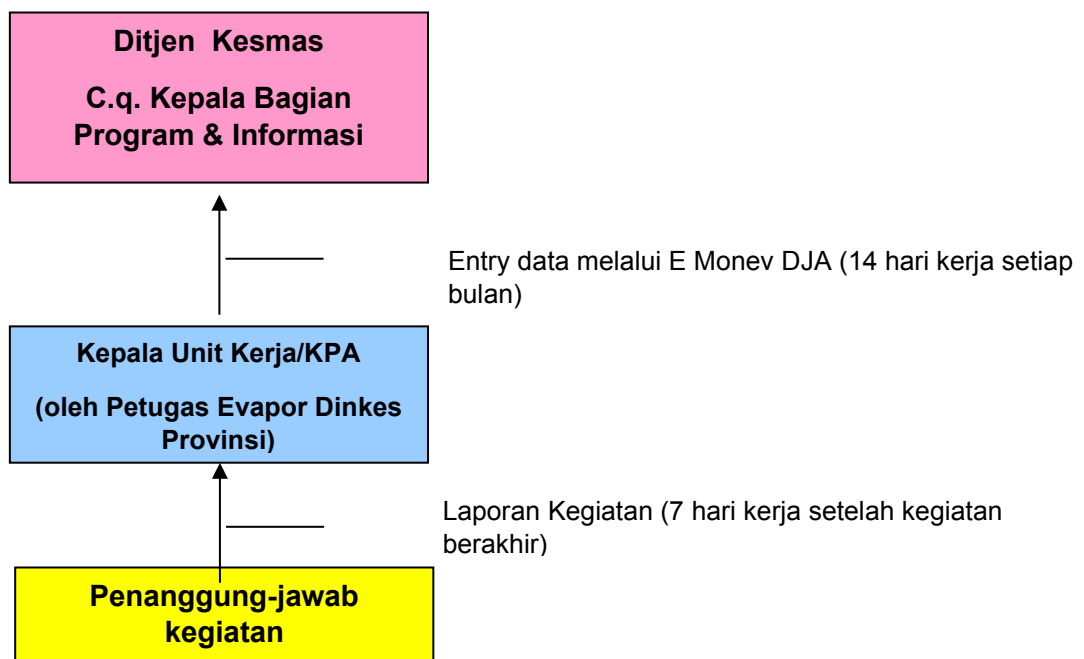 Ditjen Kesmas
C.q. Kepala Bagian
Program & Informasi
Entry data melalui E Monev DJA (14 hari kerja setiap
bulan)
Kepala Unit Kerja/KPA
(oleh Petugas Evapor Dinkes
Provinsi)
Laporan Kegiatan (7 hari kerja setelah kegiatan
berakhir)
Penanggung-jawab
kegiatan